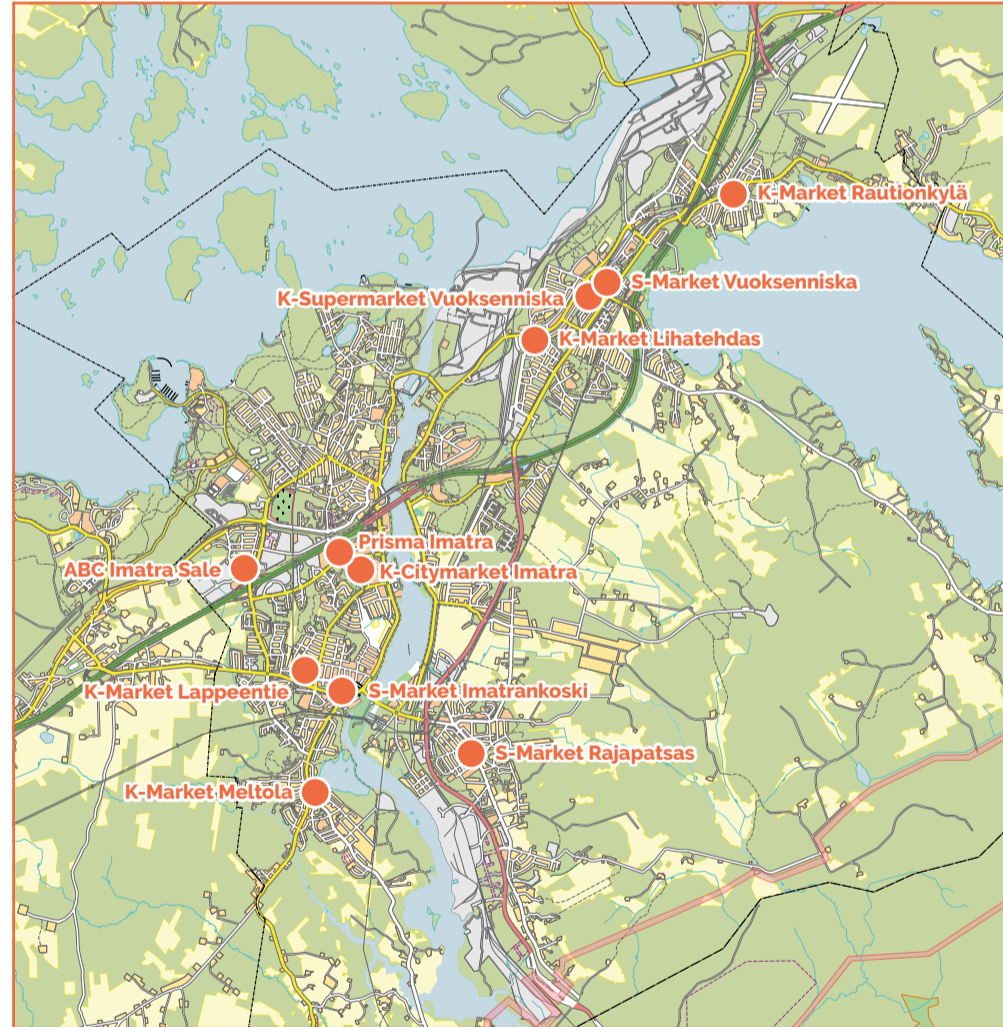 K-Market Rautionkylä
S-Market Vuoksenniska
K-Supermarket Vuoksenniska
K-Market Lihatehdas
Prisma Imatra
ABC Imatra Sale
K-Citymarket Imatra
K-Market Lappeentie
S-Market Imatrankoski
S-Market Rajapatsas
K-Market Meltola